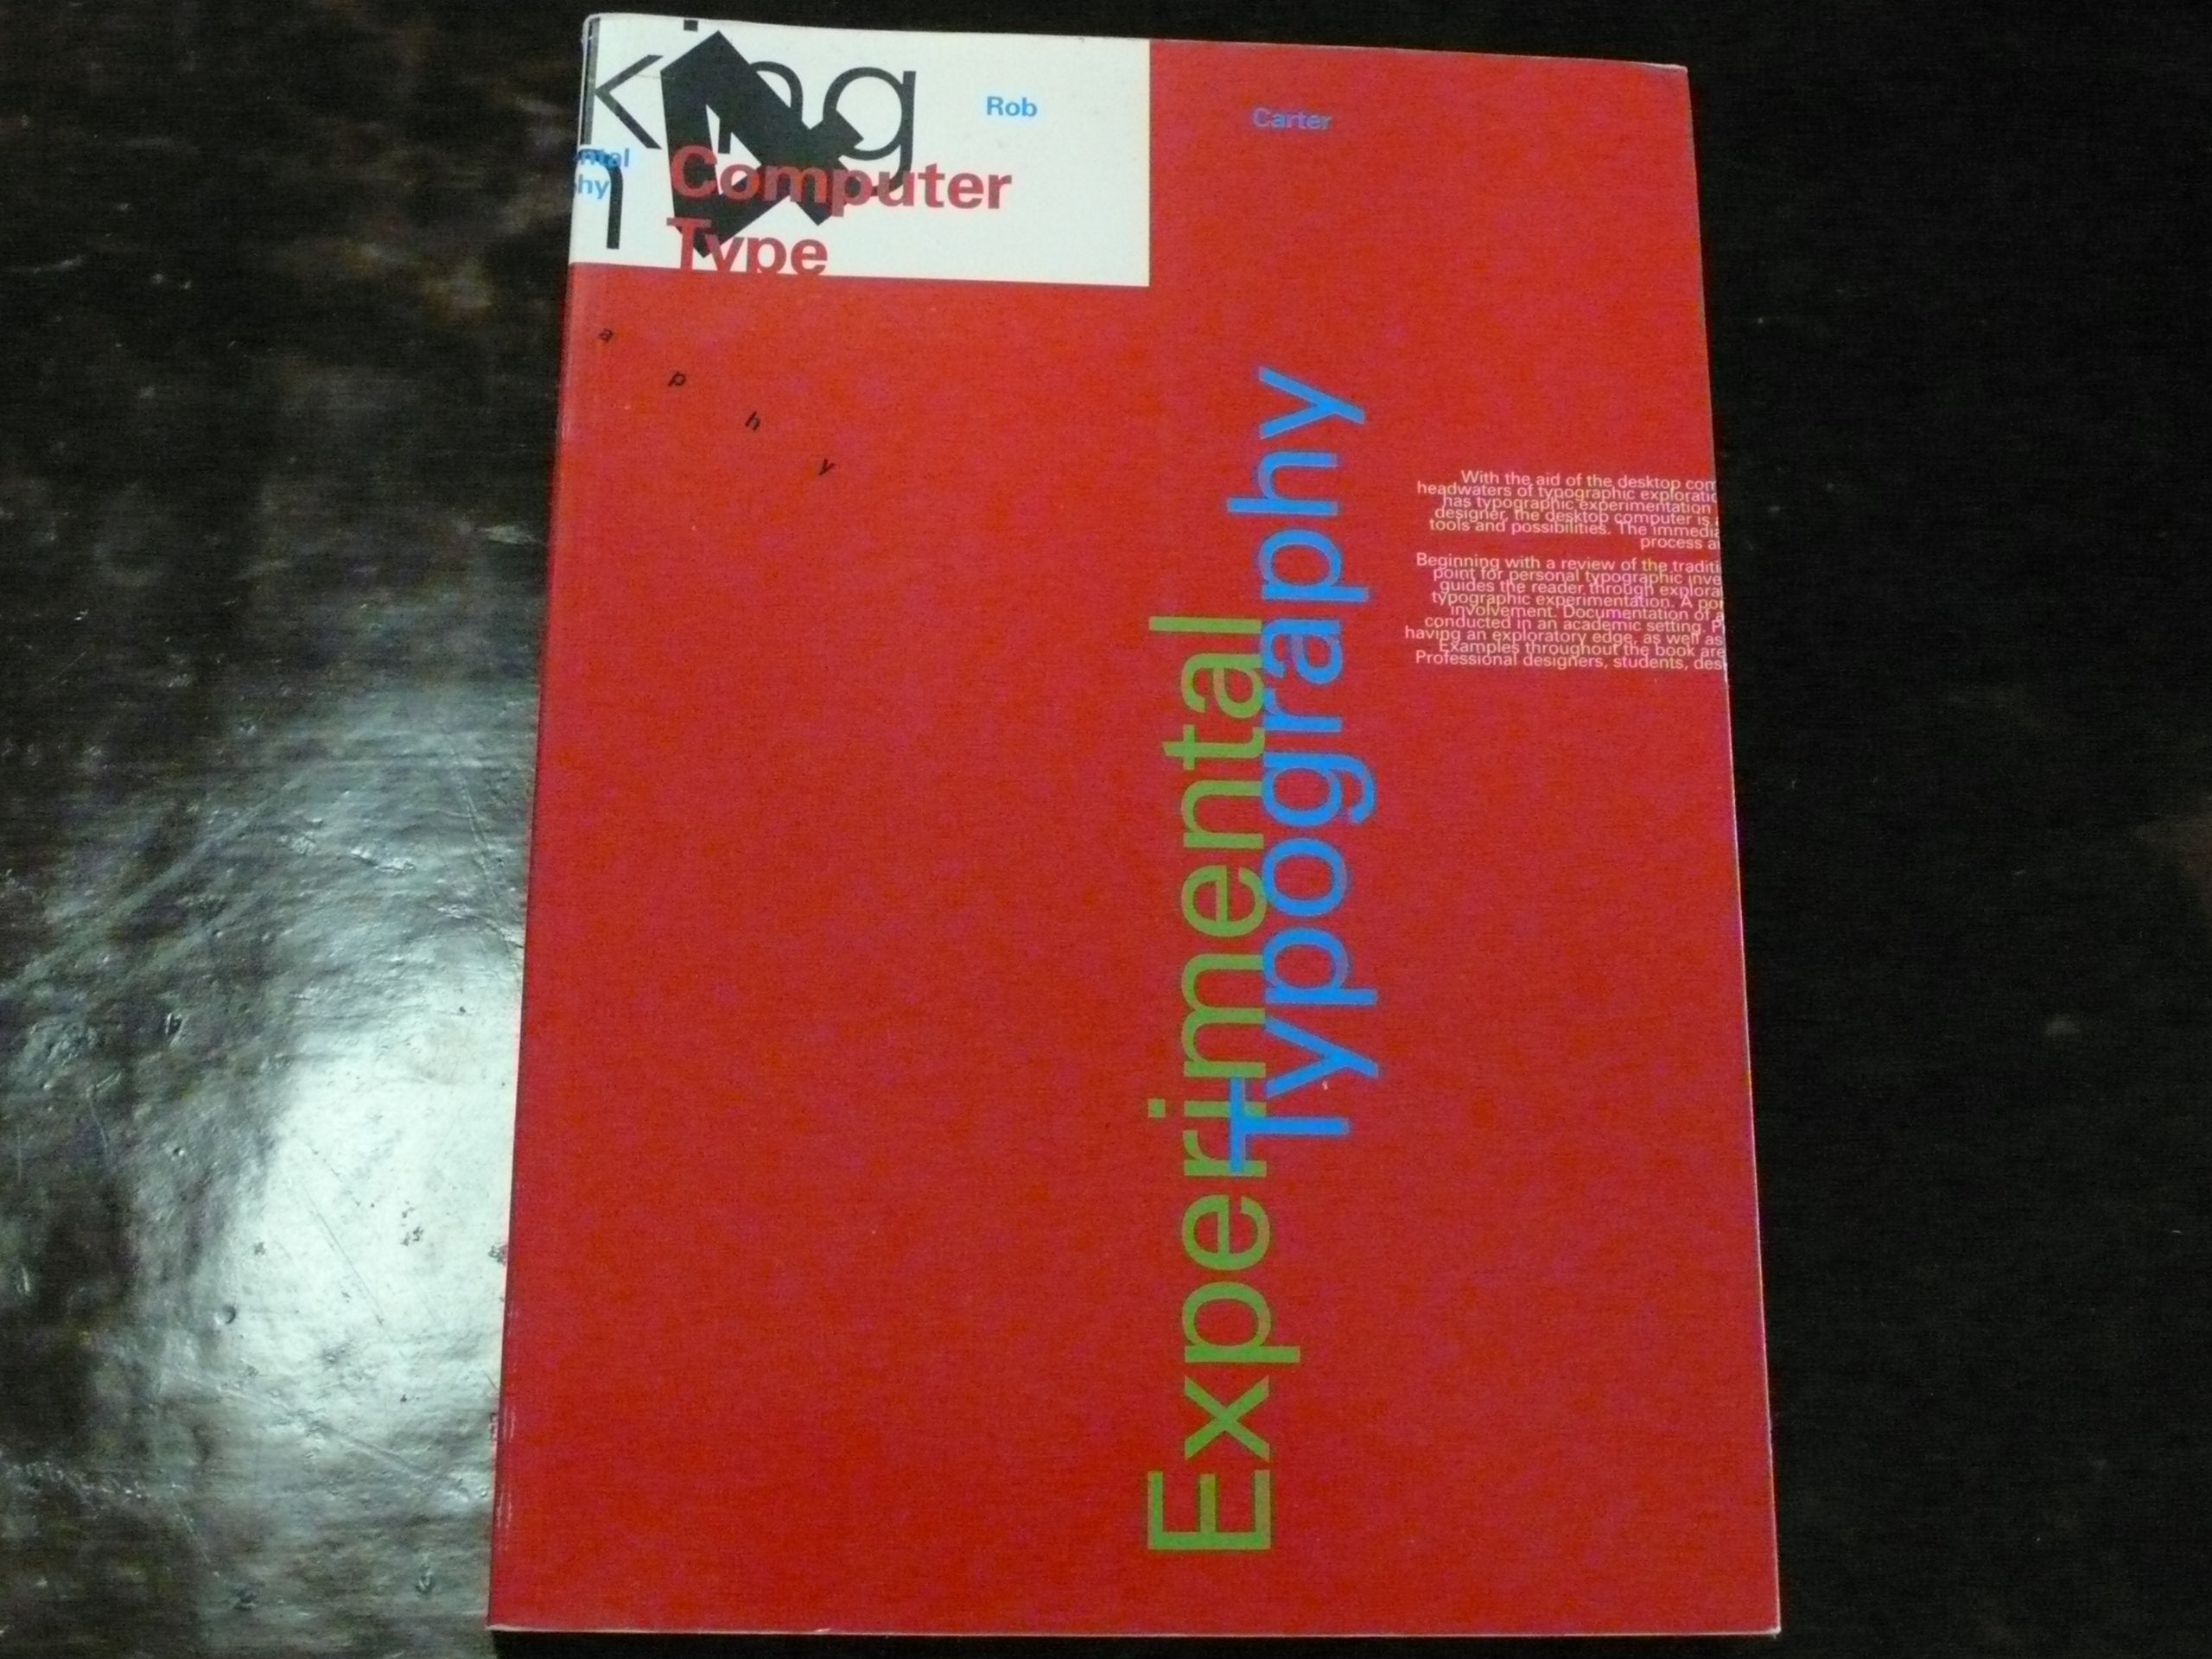 king
Rob
Carter
ntal
hy
Computer
Type
a
p
h
y
Experimental
Typography
With the aid of the desktop com
headwaters of typographic exploratio
has typographic experimentation
designer, the desktop computer is
tools and possibilities. The immedia
process a
Beginning with a review of the traditi
point for personal typographic inve
guides the reader through explora
typographic experimentation. A por
involvement. Documentation of a
conducted in an academic setting. P
having an exploratory edge, as well as
Examples throughout the book are
Professional designers, students, des